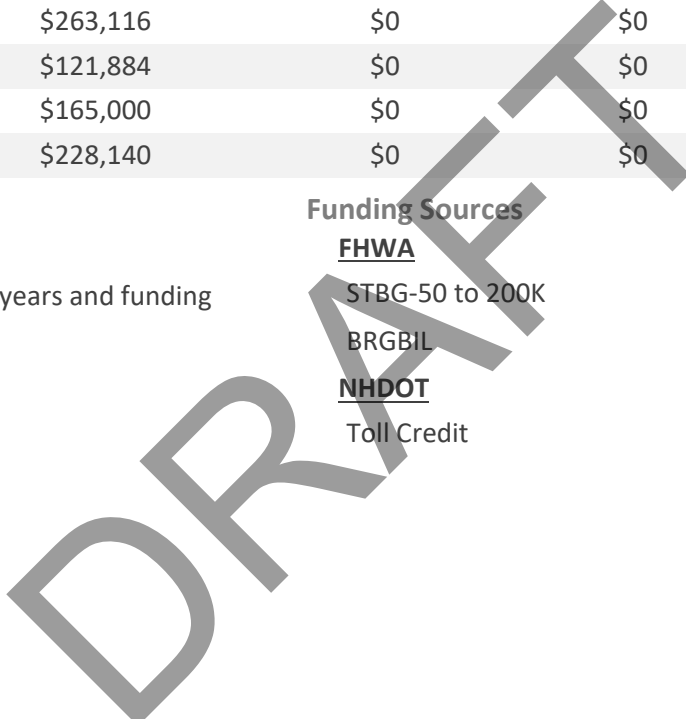 $263,116 $0 $0
$121,884 $0 $0
$165,000 $0 $0
$228,140 $0 $0
Funding Sources
FHWA
years and funding STBG-50 to 200K
BRGBIL
NHDOT
Toll Credit
DRAFT